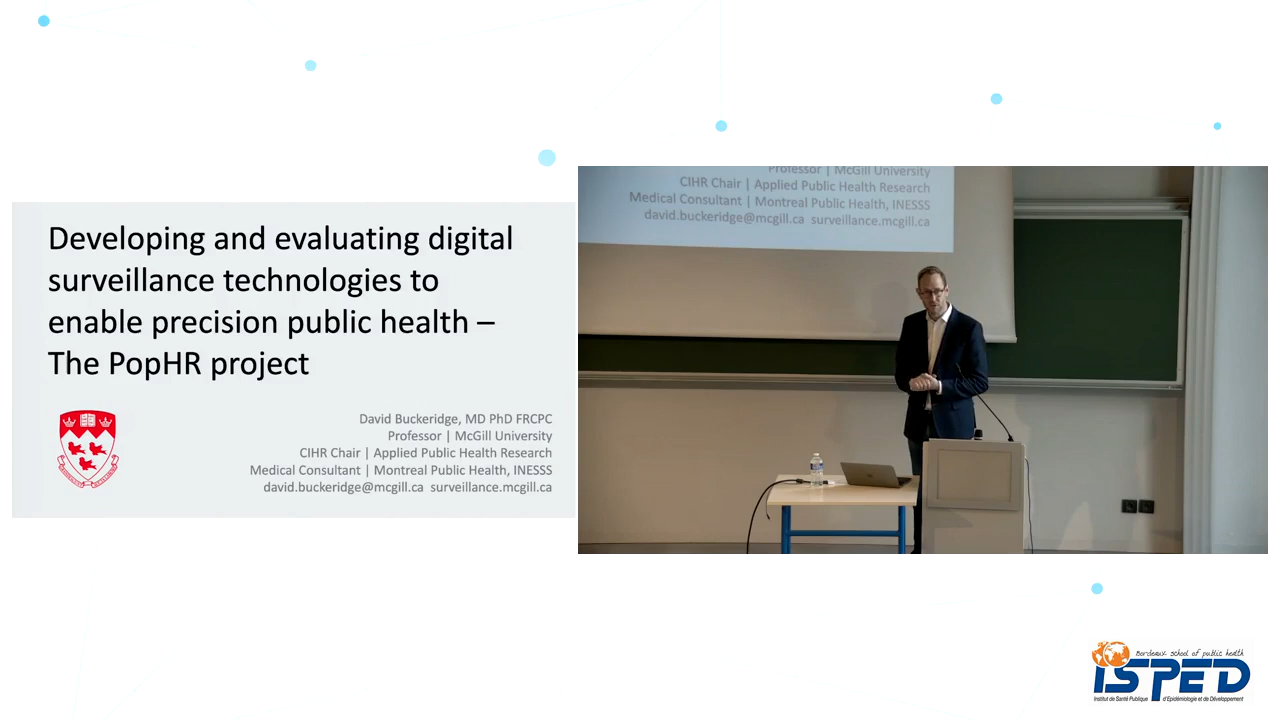 Developing and evaluating digital
surveillance technologies to
enable precision public health –
The PopHR project
David Buckeridge, MD PhD FRCPC
Professor | McGill University
CIHR Chair | Applied Public Health Research
Medical Consultant | Montreal Public Health, INESSS
david.buckeridge@mcgill.ca surveillance.mcgill.ca
Professor | McGill University
CIHR Chair | Applied Public Health Research
Medical Consultant | Montreal Public Health, INESSS
david.buckeridge@mcgill.ca surveillance.mcgill.ca
Bordeaux school of public health
ISPED
Institut de Santé Publique d'Epidémiologie et de Développement